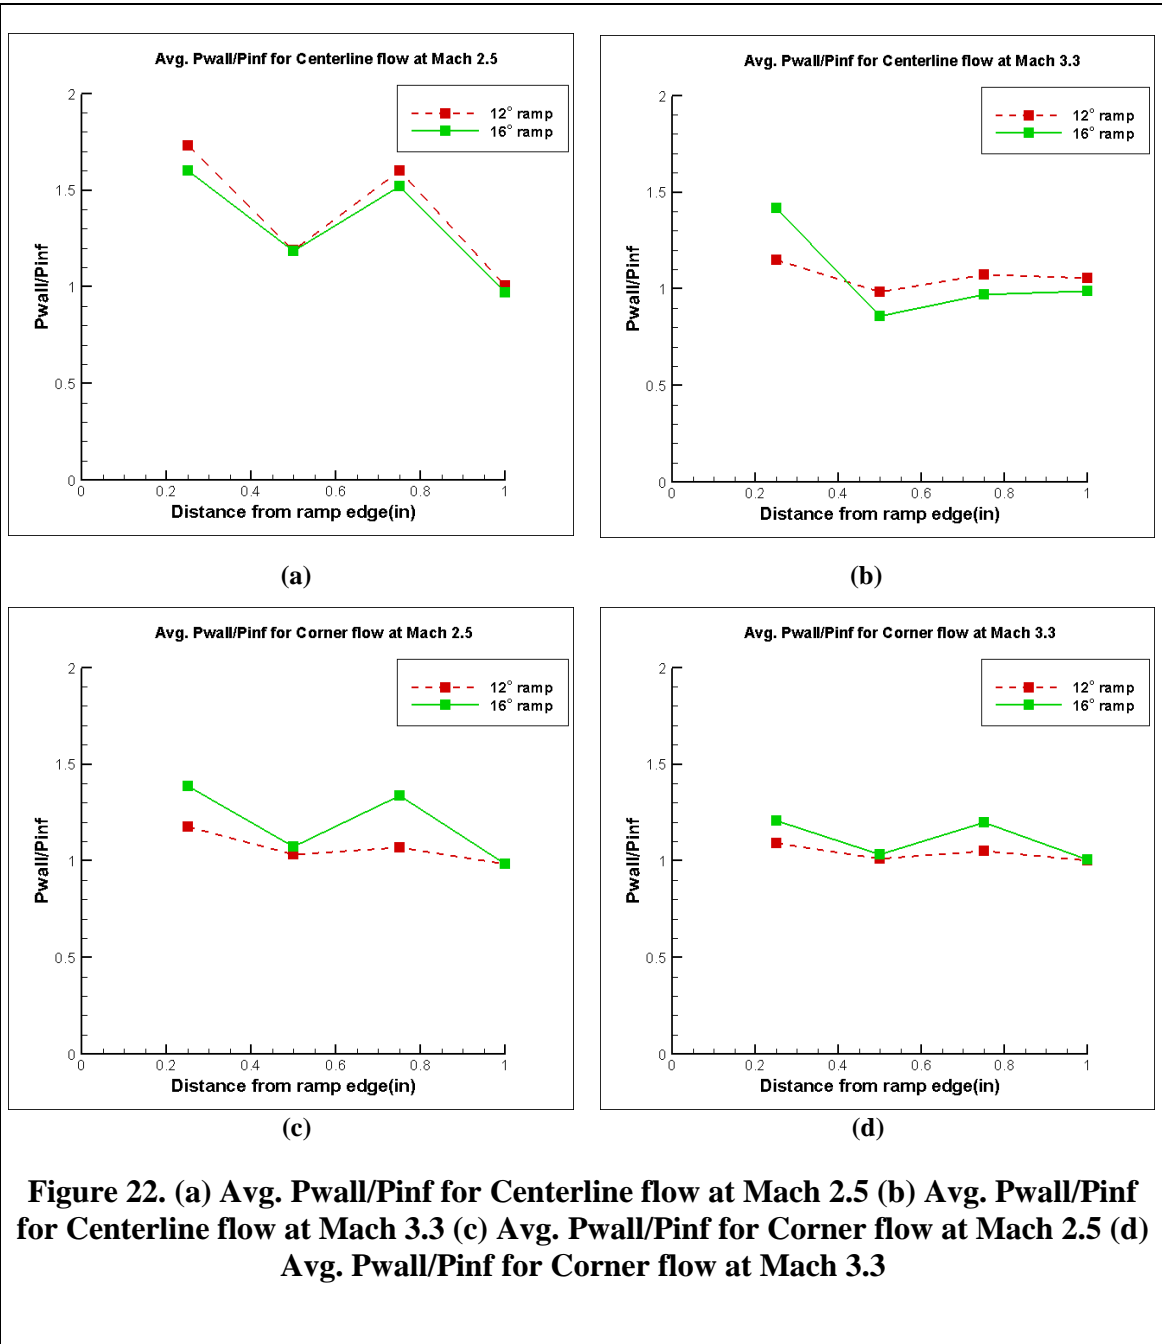 Avg. Pwall/Pinf for Centerline flow at Mach 2.5
12° ramp
16° ramp
Pwall/Pinf
2
1.5
1
0.5
0
0
0.2
0.4
0.6
0.8
1
Distance from ramp edge(in)
(a)
Avg. Pwall/Pinf for Centerline flow at Mach 3.3
12° ramp
16° ramp
Pwall/Pinf
2
1.5
1
0.5
0
0
0.2
0.4
0.6
0.8
1
Distance from ramp edge(in)
(b)
Avg. Pwall/Pinf for Corner flow at Mach 2.5
12° ramp
16° ramp
Pwall/Pinf
2
1.5
1
0.5
0
0
0.2
0.4
0.6
0.8
1
Distance from ramp edge(in)
(c)
Avg. Pwall/Pinf for Corner flow at Mach 3.3
12° ramp
16° ramp
Pwall/Pinf
2
1.5
1
0.5
0
0
0.2
0.4
0.6
0.8
1
Distance from ramp edge(in)
(d)
Figure 22. (a) Avg. Pwall/Pinf for Centerline flow at Mach 2.5 (b) Avg. Pwall/Pinf
for Centerline flow at Mach 3.3 (c) Avg. Pwall/Pinf for Corner flow at Mach 2.5 (d)
Avg. Pwall/Pinf for Corner flow at Mach 3.3